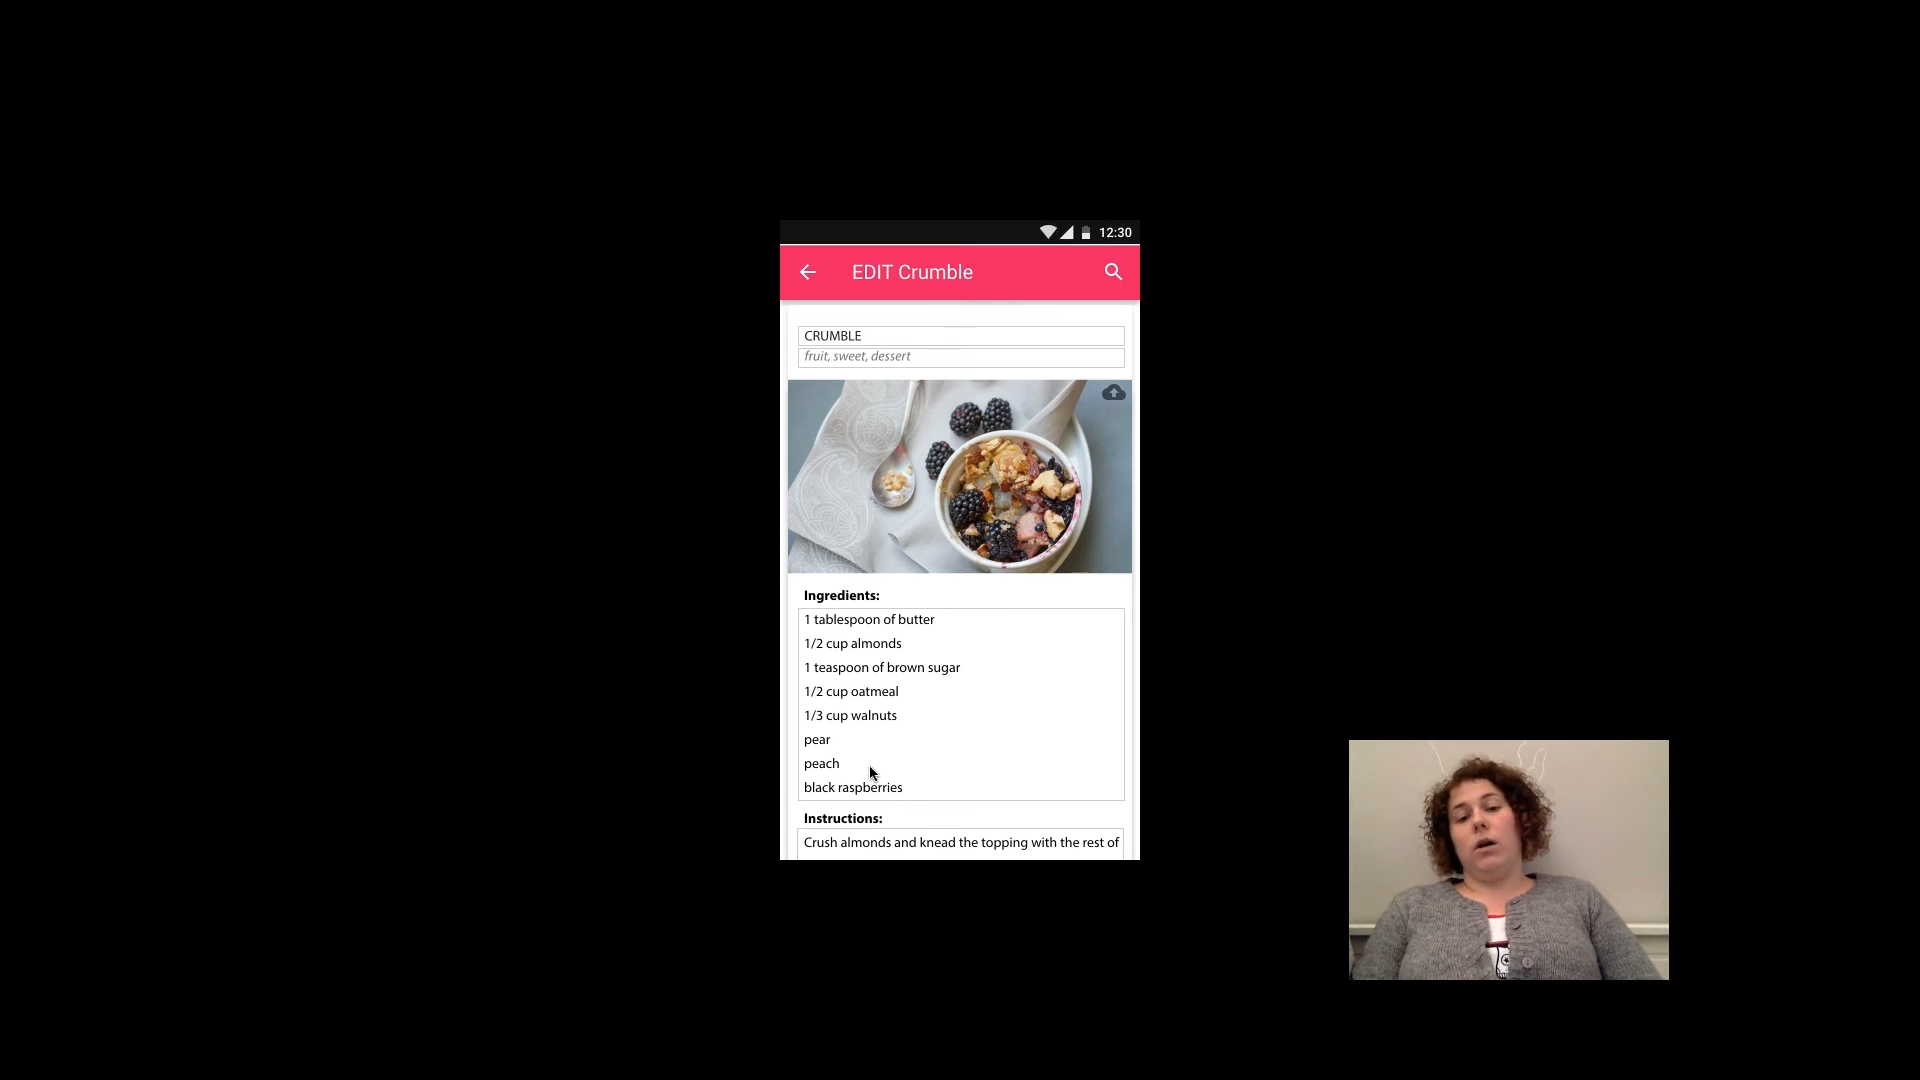 12:30
EDIT Crumble
CRUMBLE
fruit, sweet, dessert
Ingredients:
1 tablespoon of butter
1/2 cup almonds
1 teaspoon of brown sugar
1/2 cup oatmeal
1/3 cup walnuts
pear
peach
black raspberries
Instructions:
Crush almonds and knead the topping with the rest of